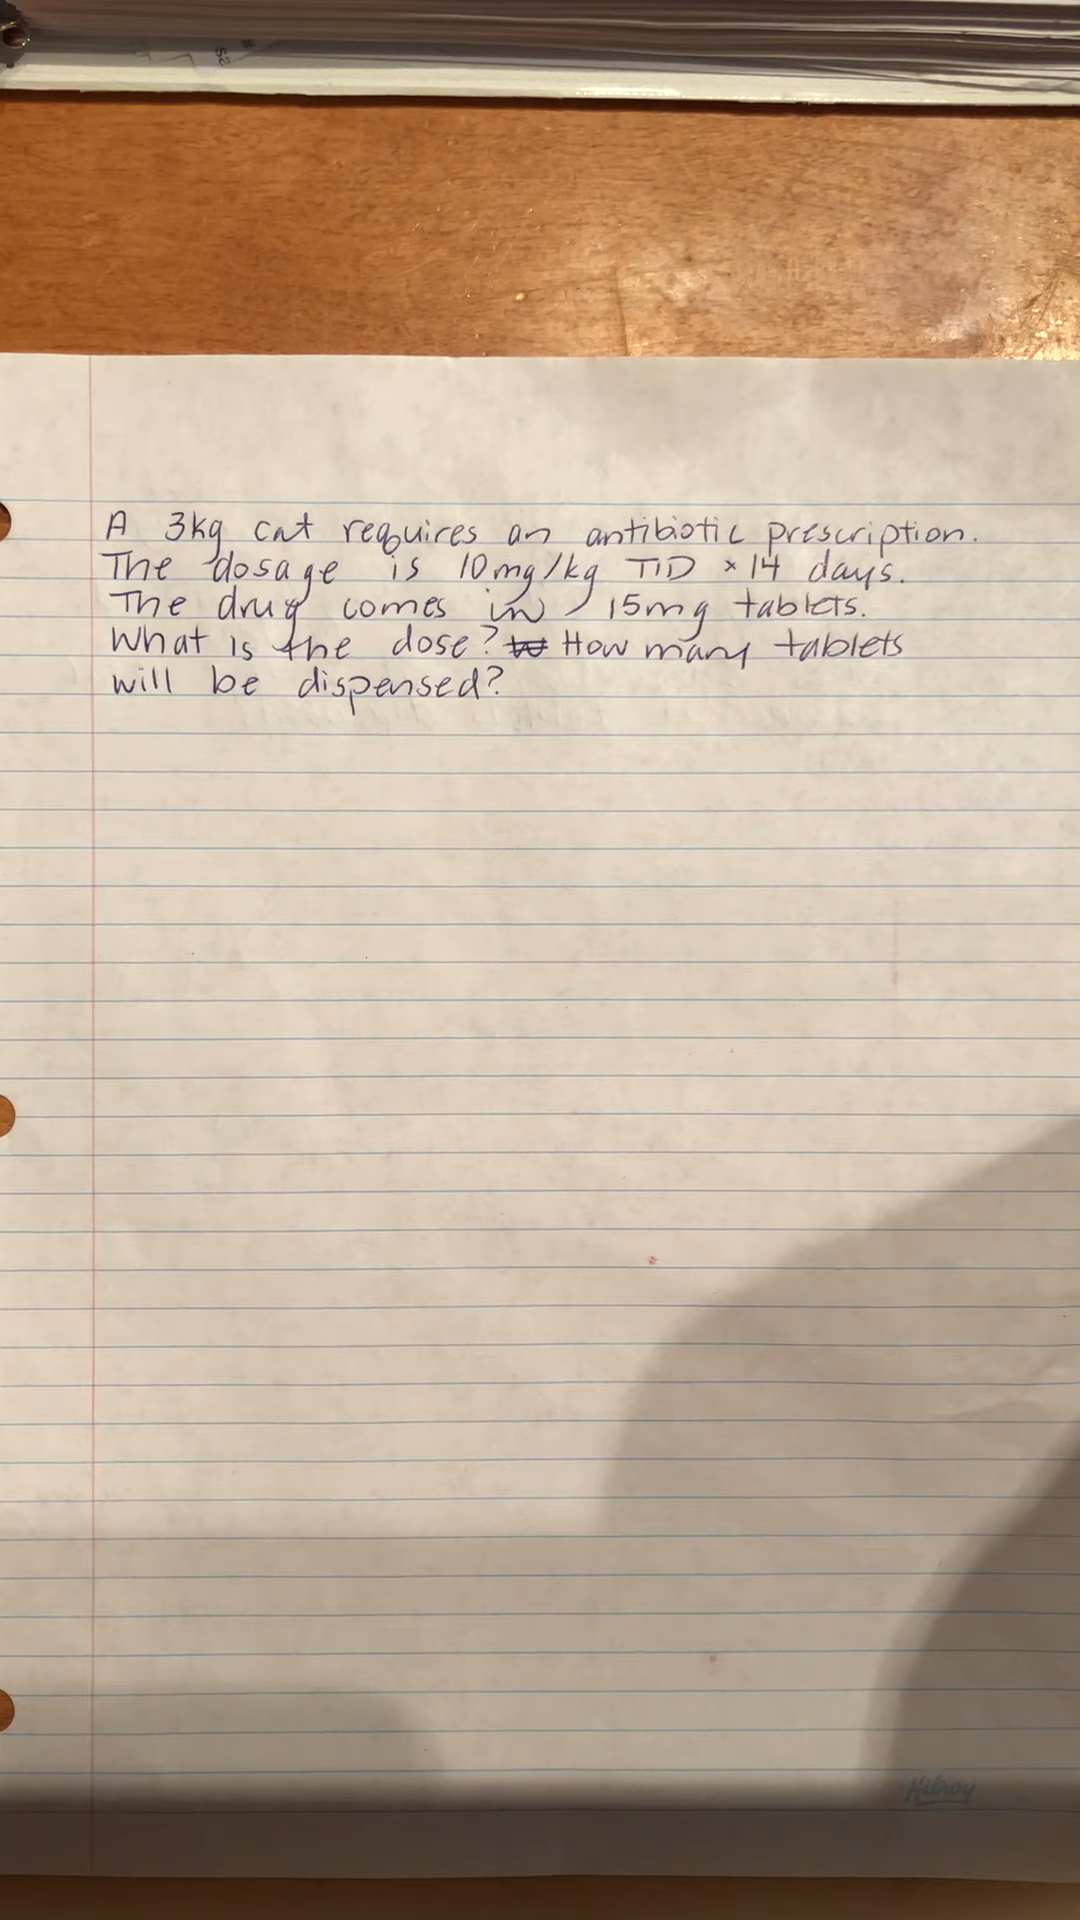 A 3kg cat requires an antibiotic prescription.
The dosage is 10mg/kg TID × 14 days.
The drug comes in 15mg tablets.
What is the dose? How many tablets
will be dispensed?
Hilroy